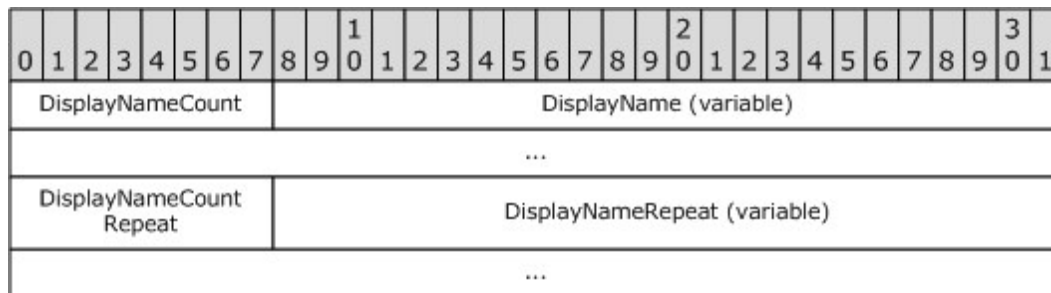 1 2 3
0 1 2 3 4 5 6 7 8 9 0 1 2 3 4 5 6 7 8 9 0 1 2 3 4 5 6 7 8 9 0 1
DisplayNameCount DisplayName (variable)
...
DisplayNameCount
Repeat
DisplayNameRepeat (variable)
...